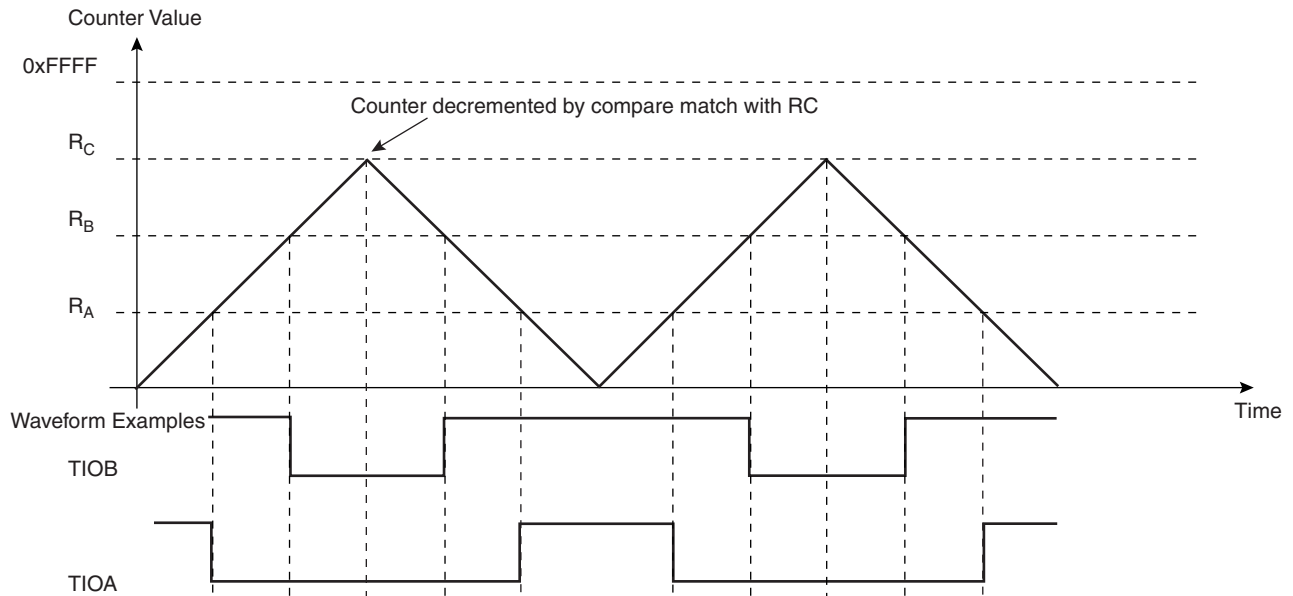 Counter Value
0xFFFF
Counter decremented by compare match with RC
RC
RB
RA
Time
Waveform Examples
TIOB
TIOA